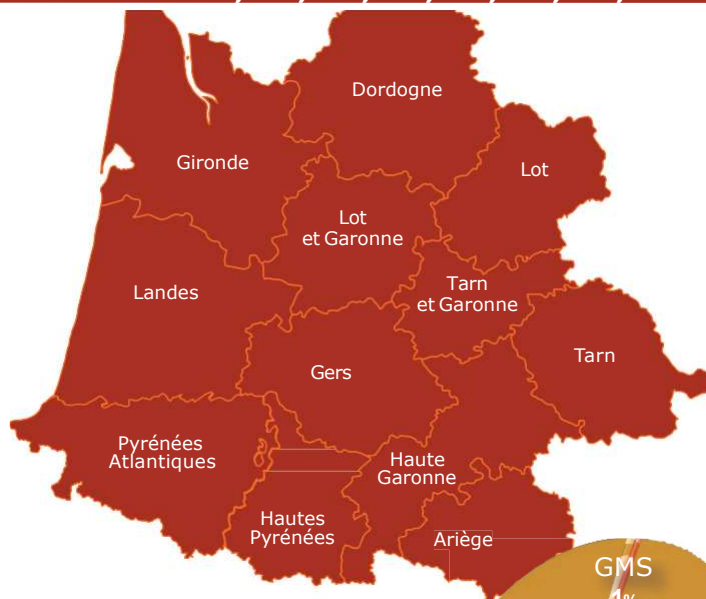 Dordogne
Gironde
Lot
Lot
et Garonne
Landes
Tarn
et Garonne
Gers
Tarn
Pyrénées
Atlantiques
Haute
Garonne
Hautes
Pyrénées
Ariège
GMS
1%